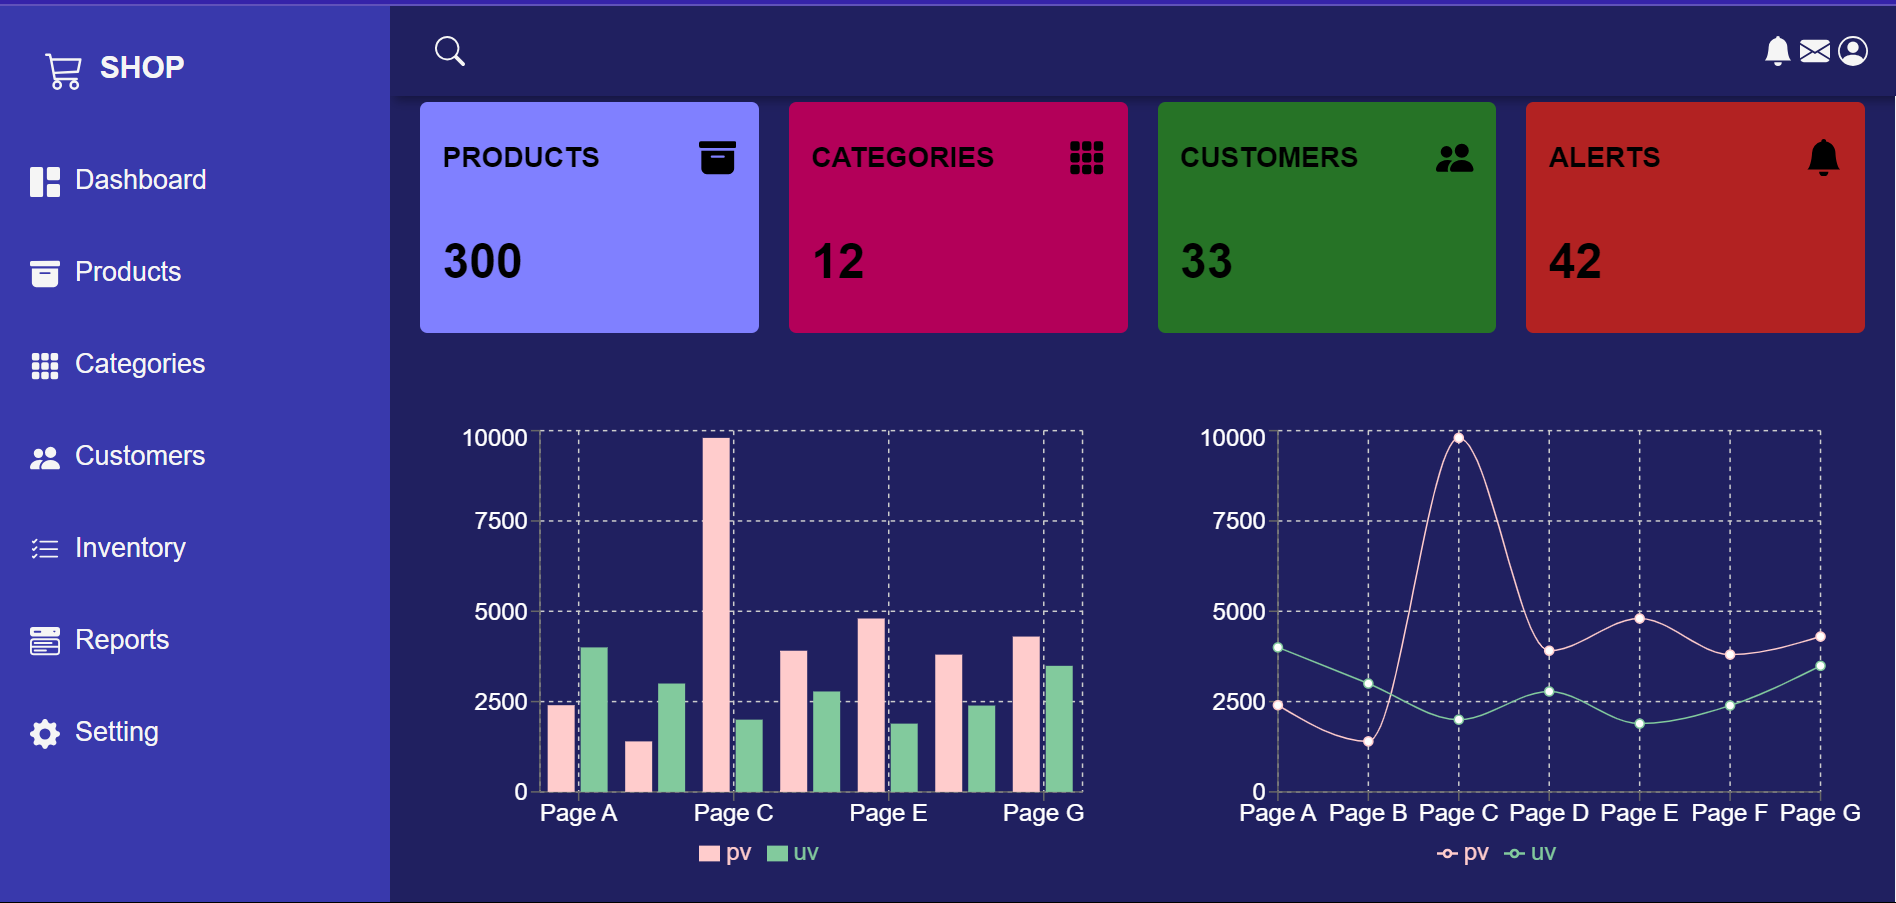 SHOP
Dashboard
Products
Categories
Customers
Inventory
Reports
Setting
PRODUCTS
300
CATEGORIES
12
CUSTOMERS
33
ALERTS
42
10000
7500
5000
2500
0
Page A Page C Page E Page G
pv uv
10000
7500
5000
2500
0
Page A Page B Page C Page D Page E Page F Page G
pv uv